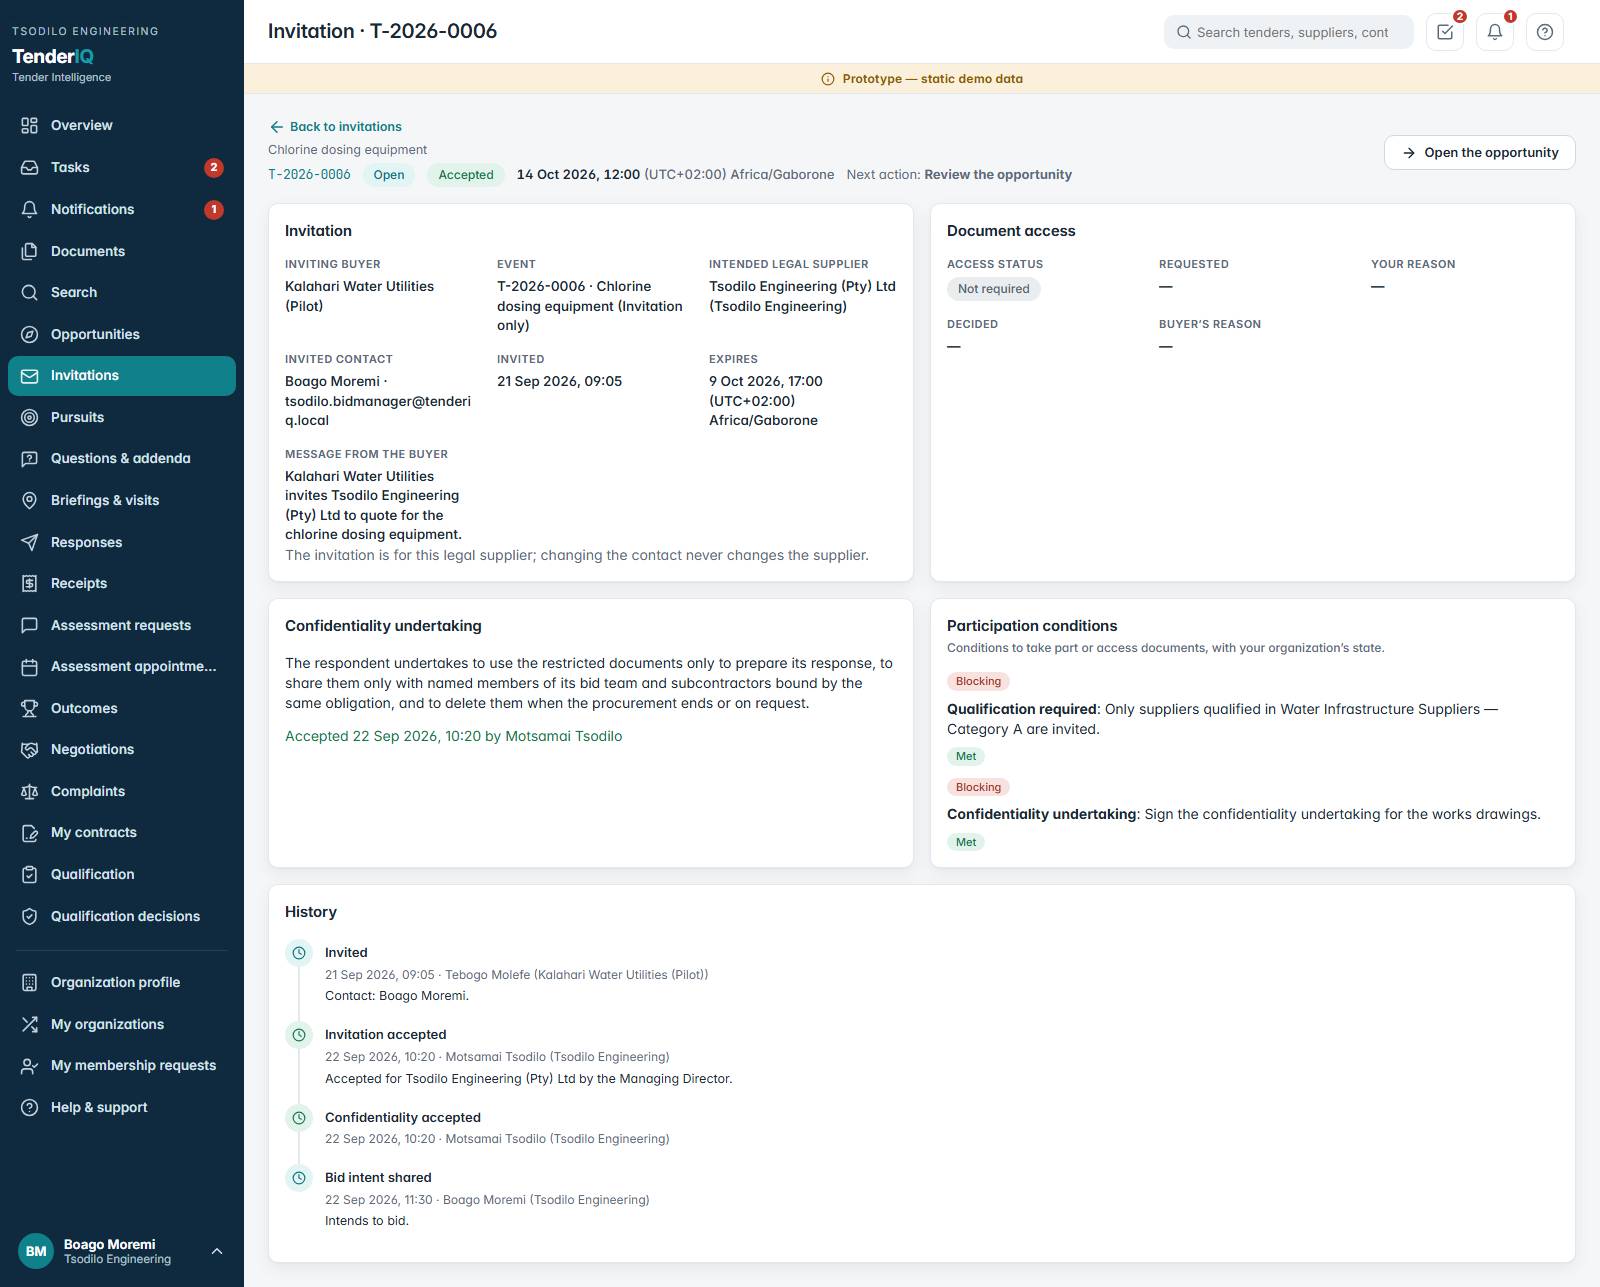 TSODILO ENGINEERING
TenderIQ
Tender Intelligence
Overview
Tasks 2
Notifications 1
Documents
Search
Opportunities
Invitations
Pursuits
Questions & addenda
Briefings & visits
Responses
Receipts
Assessment requests
Assessment appointme...
Outcomes
Negotiations
Complaints
My contracts
Qualification
Qualification decisions
Organization profile
My organizations
My membership requests
Help & support
BM
Boago Moremi
Tsodilo Engineering
Invitation · T-2026-0006
Search tenders, suppliers, cont
2
1
Prototype — static demo data
Back to invitations
Chlorine dosing equipment
T-2026-0006 Open Accepted 14 Oct 2026, 12:00 (UTC+02:00) Africa/Gaborone Next action: Review the opportunity
Open the opportunity
Invitation
INVITING BUYER
Kalahari Water Utilities
(Pilot)
EVENT
T-2026-0006 · Chlorine
dosing equipment (Invitation
only)
INTENDED LEGAL SUPPLIER
Tsodilo Engineering (Pty) Ltd
(Tsodilo Engineering)
INVITED CONTACT
Boago Moremi ·
tsodilo.bidmanager@tenderi
q.local
INVITED
21 Sep 2026, 09:05
EXPIRES
9 Oct 2026, 17:00
(UTC+02:00)
Africa/Gaborone
MESSAGE FROM THE BUYER
Kalahari Water Utilities
invites Tsodilo Engineering
(Pty) Ltd to quote for the
chlorine dosing equipment.
The invitation is for this legal supplier; changing the contact never changes the supplier.
Document access
ACCESS STATUS
Not required
REQUESTED
—
YOUR REASON
—
DECIDED
—
BUYER'S REASON
—
Confidentiality undertaking
The respondent undertakes to use the restricted documents only to prepare its response, to
share them only with named members of its bid team and subcontractors bound by the
same obligation, and to delete them when the procurement ends or on request.
Accepted 22 Sep 2026, 10:20 by Motsamai Tsodilo
Participation conditions
Conditions to take part or access documents, with your organization's state.
Blocking
Qualification required: Only suppliers qualified in Water Infrastructure Suppliers —
Category A are invited.
Met
Blocking
Confidentiality undertaking: Sign the confidentiality undertaking for the works drawings.
Met
History
Invited
21 Sep 2026, 09:05 · Tebogo Molefe (Kalahari Water Utilities (Pilot))
Contact: Boago Moremi.
Invitation accepted
22 Sep 2026, 10:20 · Motsamai Tsodilo (Tsodilo Engineering)
Accepted for Tsodilo Engineering (Pty) Ltd by the Managing Director.
Confidentiality accepted
22 Sep 2026, 10:20 · Motsamai Tsodilo (Tsodilo Engineering)
Bid intent shared
22 Sep 2026, 11:30 · Boago Moremi (Tsodilo Engineering)
Intends to bid.